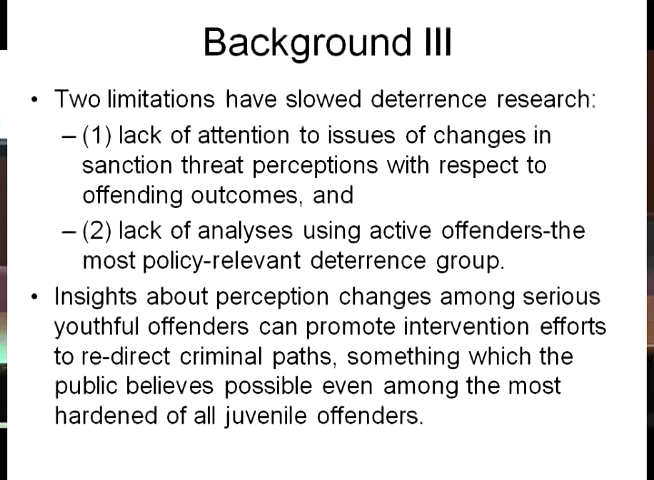 Background III
• Two limitations have slowed deterrence research:
– (1) lack of attention to issues of changes in
sanction threat perceptions with respect to
offending outcomes, and
– (2) lack of analyses using active offenders-the
most policy-relevant deterrence group.
• Insights about perception changes among serious
youthful offenders can promote intervention efforts
to re-direct criminal paths, something which the
public believes possible even among the most
hardened of all juvenile offenders.